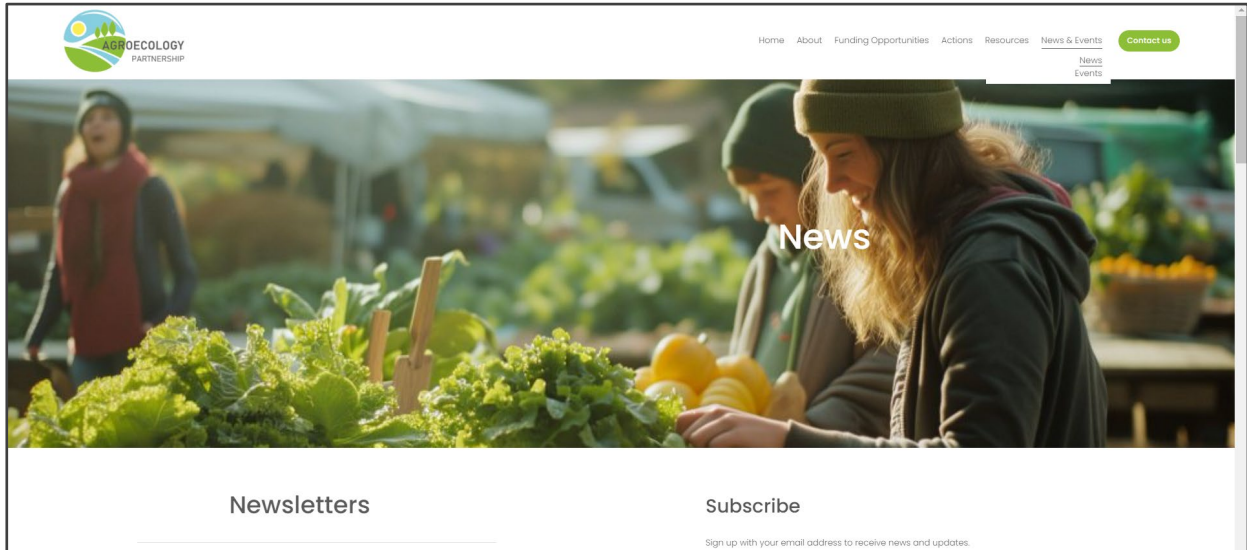 AGROECOLOGY
PARTNERSHIP
Home About Funding Opportunities Actions Resources News & Events Contact us
News
Events
News
Newsletters
Subscribe
Sign up with your email address to receive news and updates.